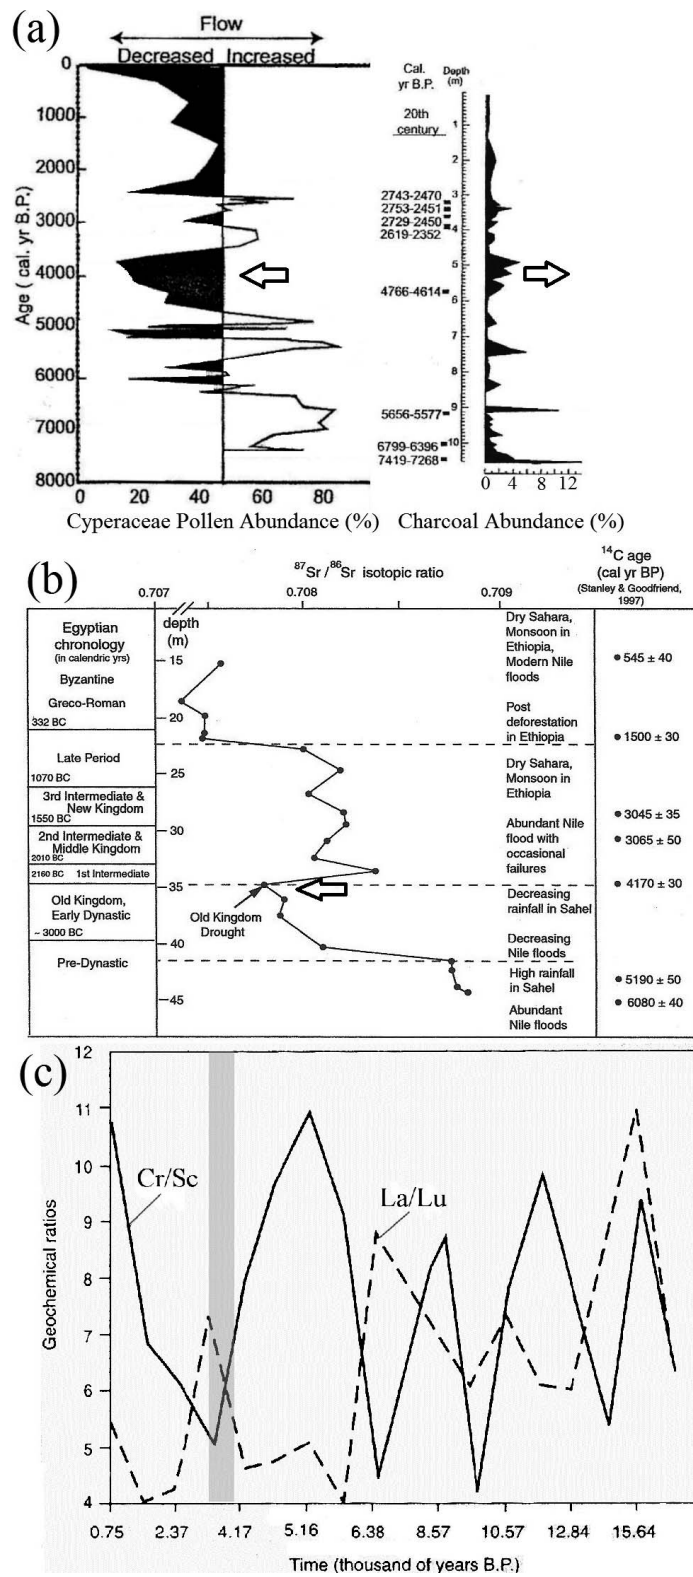 (a)
Flow
Decreased Increased
Age (cal. yr B.P.)
0
1000
2000
3000
4000
5000
6000
7000
8000
0 20 40 60 80
Cyperaceae Pollen Abundance (%)
Cal.
yr B.P.
Depth
(m)
20th
century
2743-2470
2753-2451
2729-2450
2619-2352
4766-4614
5656-5577
6799-6396
7419-7268
1
2
3
4
5
6
7
8
9
10
0 4 8 12
Charcoal Abundance (%)
(b)
87Sr/86Sr isotopic ratio
14C age
(cal yr BP)
(Stanley & Goodfriend,
1997)
0.707 0.708 0.709
Egyptian
chronology
(in calendric yrs)
Byzantine
Greco-Roman
332 BC
Late Period
1070 BC
3rd Intermediate &
New Kingdom
1550 BC
2nd Intermediate &
Middle Kingdom
2010 BC
2160 BC 1st Intermediate
Old Kingdom,
Early Dynastic
~ 3000 BC
Pre-Dynastic
depth
(m)
15
20
25
30
35
40
45
Old Kingdom
Drought
Dry Sahara,
Monsoon in
Ethiopia,
Modern Nile
floods
Post
deforestation
in Ethiopia
Dry Sahara,
Monsoon in
Ethiopia
Abundant Nile
flood with
occasional
failures
Decreasing
rainfall in Sahel
Decreasing
Nile floods
High rainfall
in Sahel
Abundant
Nile floods
545 ± 40
1500 ± 30
3045 ± 35
3065 ± 50
4170 ± 30
5190 ± 50
6080 ± 40
(c)
Geochemical ratios
12
11
10
9
8
7
6
5
4
Cr/Sc
La/Lu
0.75 2.37 4.17 5.16 6.38 8.57 10.57 12.84 15.64
Time (thousand of years B.P.)